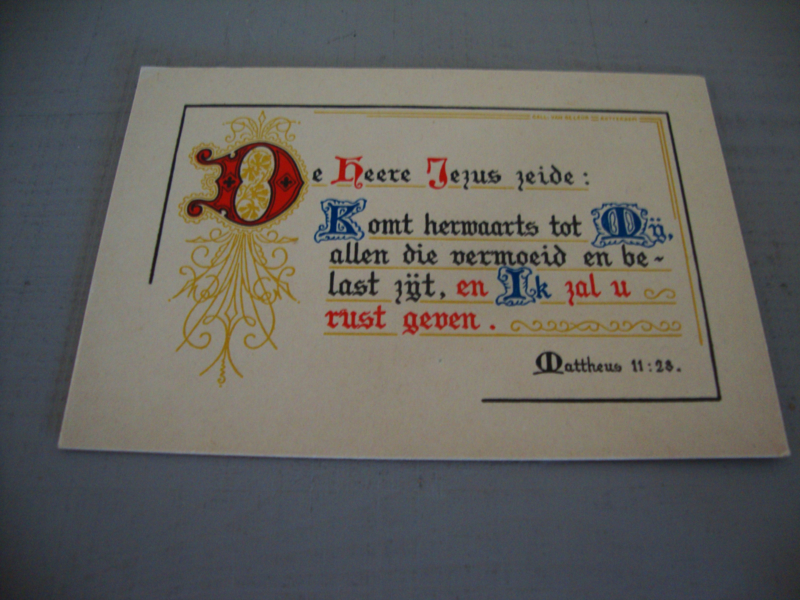 De Heere Jezus zeide:
Komt herwaarts tot Mij,
allen die vermoeid en be-
last zijt, en Ik zal u
rust geven.
Mattheus 11:28.